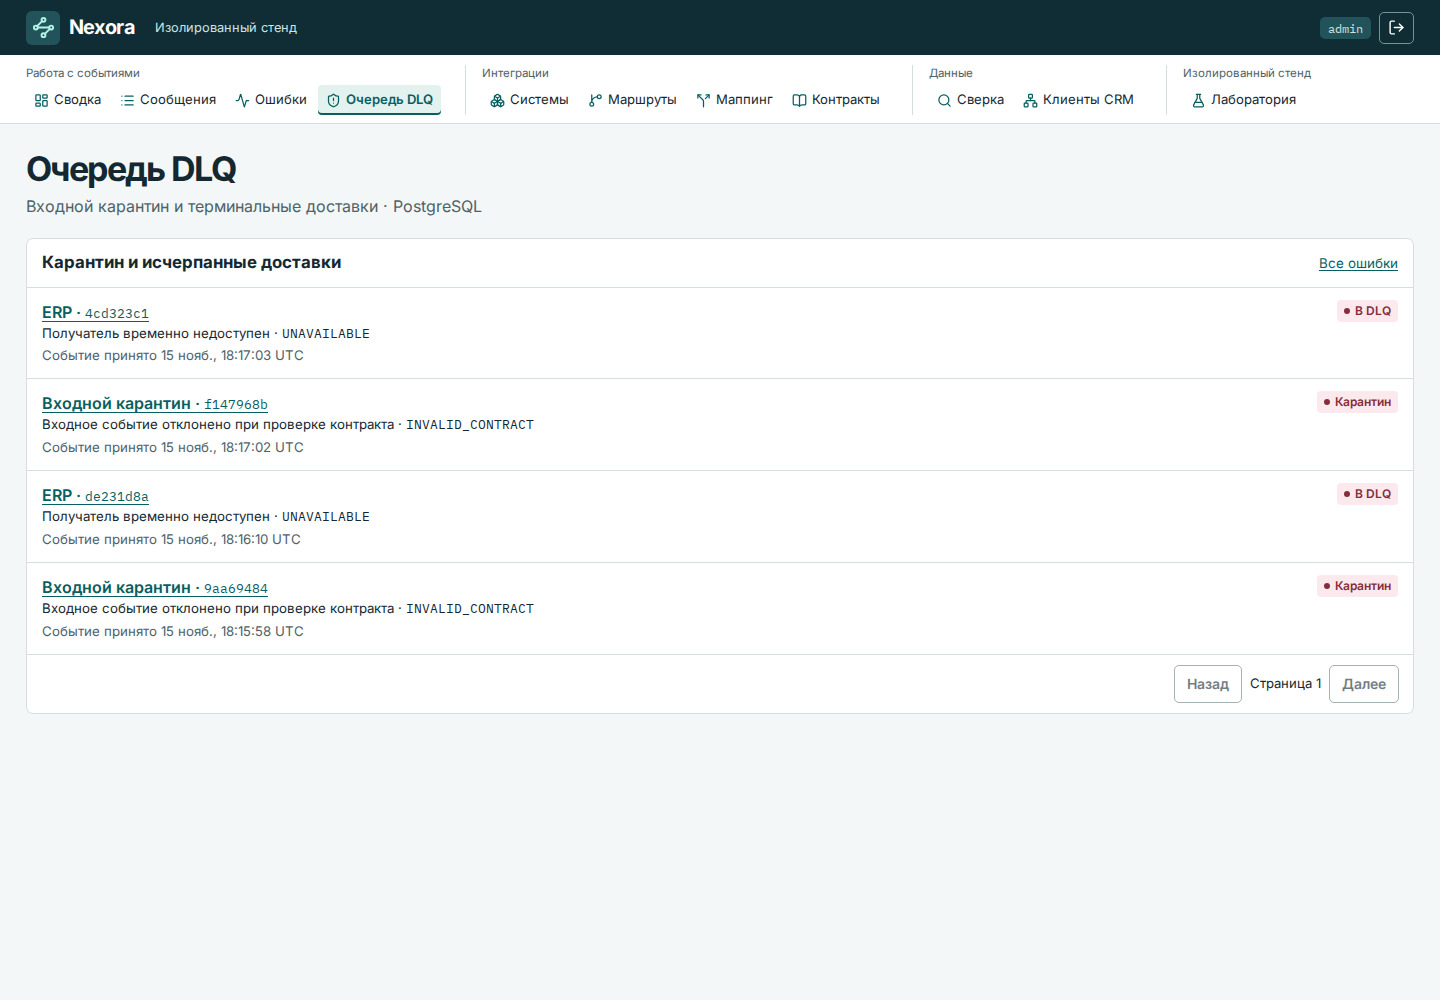 Nexora
Изолированный стенд
admin
Работа с событиями
Сводка
Сообщения
Ошибки
Очередь DLQ
Интеграции
Системы
Маршруты
Маппинг
Контракты
Данные
Сверка
Клиенты CRM
Изолированный стенд
Лаборатория
Очередь DLQ
Входной карантин и терминальные доставки · PostgreSQL
Карантин и исчерпанные доставки
Все ошибки
ERP · 4cd323c1
В DLQ
Получатель временно недоступен · UNAVAILABLE
Событие принято 15 нояб., 18:17:03 UTC
Входной карантин · f147968b
Карантин
Входное событие отклонено при проверке контракта · INVALID_CONTRACT
Событие принято 15 нояб., 18:17:02 UTC
ERP · de231d8a
В DLQ
Получатель временно недоступен · UNAVAILABLE
Событие принято 15 нояб., 18:16:10 UTC
Входной карантин · 9aa69484
Карантин
Входное событие отклонено при проверке контракта · INVALID_CONTRACT
Событие принято 15 нояб., 18:15:58 UTC
Назад
Страница 1
Далее